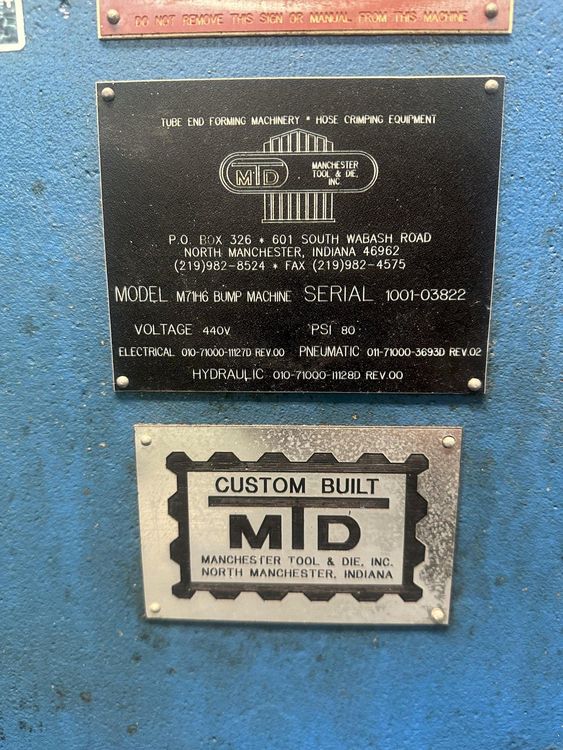 DO NOT REMOVE THIS SIGN OR MANUAL FROM THIS MACHINE
TUBE END FORMING MACHINERY * HOSE CRIMPING EQUIPMENT
MTD
MANCHESTER
TOOL & DIE,
INC.
P.O. BOX 326 * 601 SOUTH WABASH ROAD
NORTH MANCHESTER, INDIANA 46962
(219)982-8524 * FAX (219)982-4575
MODEL M71H6 BUMP MACHINE SERIAL 1001-03822
VOLTAGE 440V PSI 80
ELECTRICAL 010-71000-11127D REV.00 PNEUMATIC 011-71000-3693D REV.02
HYDRAULIC 010-71000-11128D REV.00
CUSTOM BUILT
MTD
MANCHESTER TOOL & DIE, INC.
NORTH MANCHESTER, INDIANA